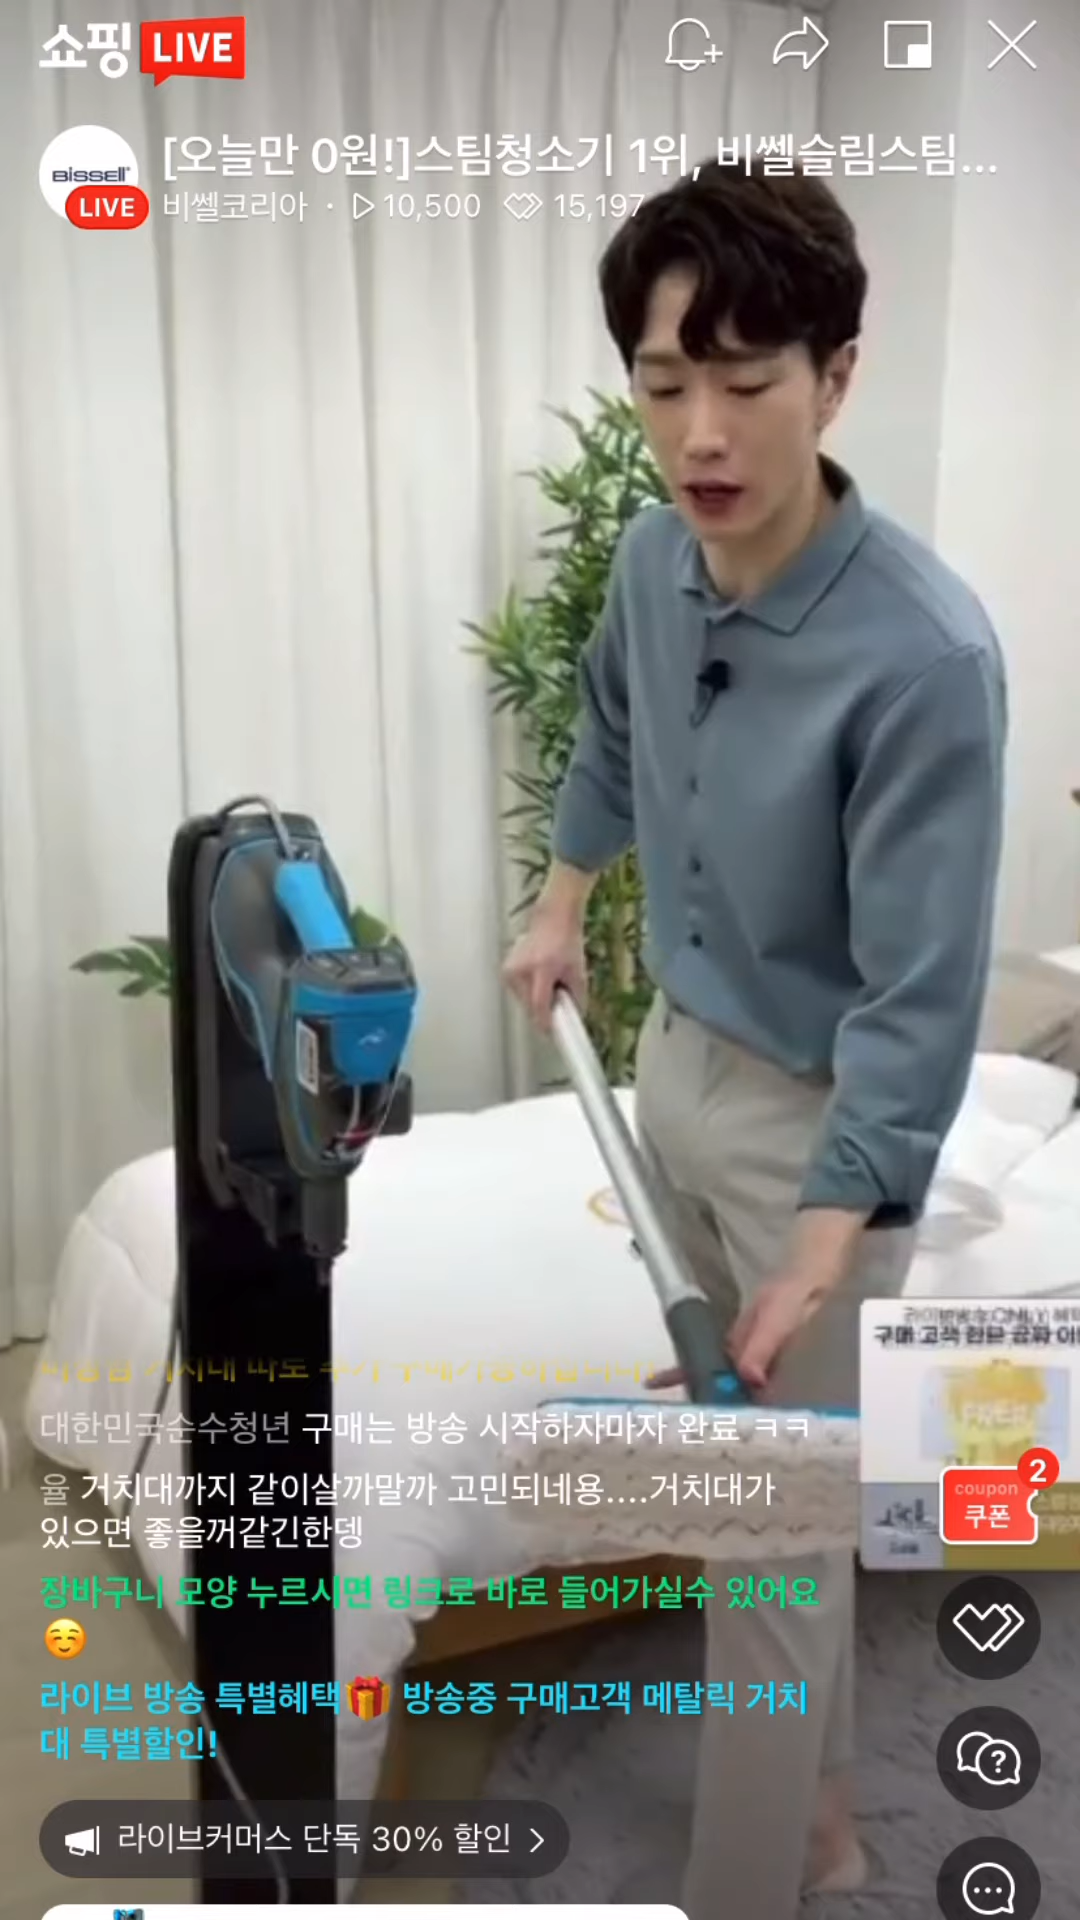 쇼핑 LIVE
BISSELL
LIVE
[오늘만 0원!]스팀청소기 1위, 비쎌슬림스팀...
비쎌코리아 · 10,500 15,197
대한민국순수청년 구매는 방송 시작하자마자 완료 ㅋㅋ
율 거치대까지 같이살까말까 고민되네용....거치대가
있으면 좋을꺼같긴한뎅
장바구니 모양 누르시면 링크로 바로 들어가실수 있어요
☺️
라이브 방송 특별혜택🎁 방송중 구매고객 메탈릭 거치
대 특별할인!
라이브커머스 단독 30% 할인 >
구매 고객
2
coupon
쿠폰
?